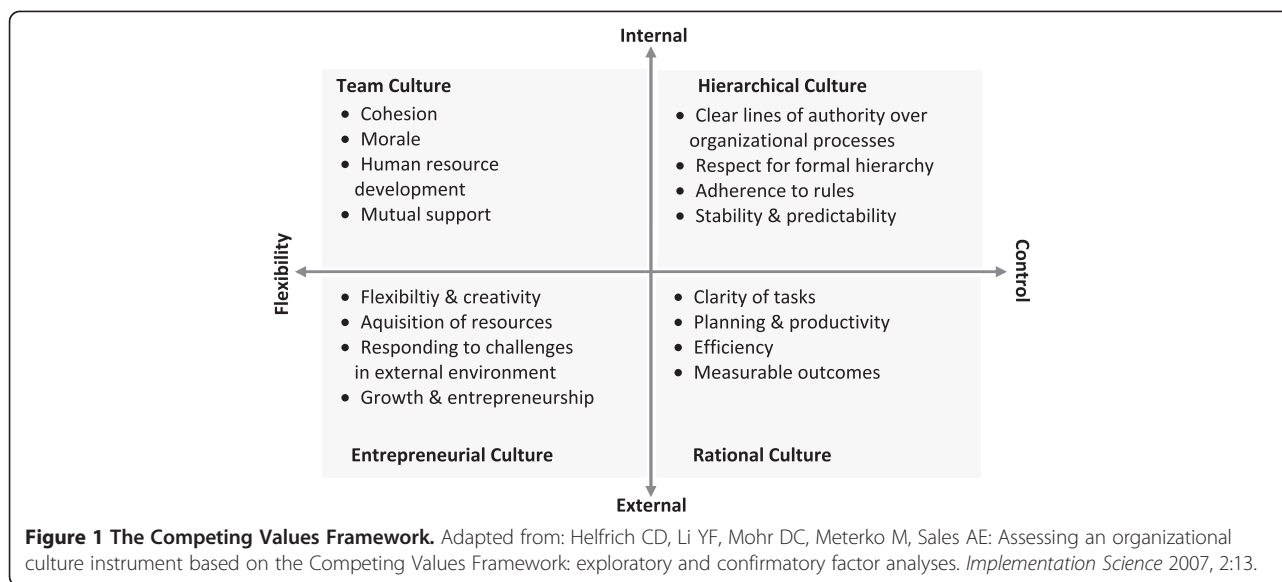 Internal
Team Culture
• Cohesion
• Morale
• Human resource
development
• Mutual support
Hierarchical Culture
• Clear lines of authority over
organizational processes
• Respect for formal hierarchy
• Adherence to rules
• Stability & predictability
Flexibility
Control
• Flexibiltiy & creativity
• Aquisition of resources
• Responding to challenges
in external environment
• Growth & entrepreneurship
Entrepreneurial Culture
• Clarity of tasks
• Planning & productivity
• Efficiency
• Measurable outcomes
Rational Culture
External
Figure 1 The Competing Values Framework. Adapted from: Helfrich CD, Li YF, Mohr DC, Meterko M, Sales AE: Assessing an organizational
culture instrument based on the Competing Values Framework: exploratory and confirmatory factor analyses. Implementation Science 2007, 2:13.